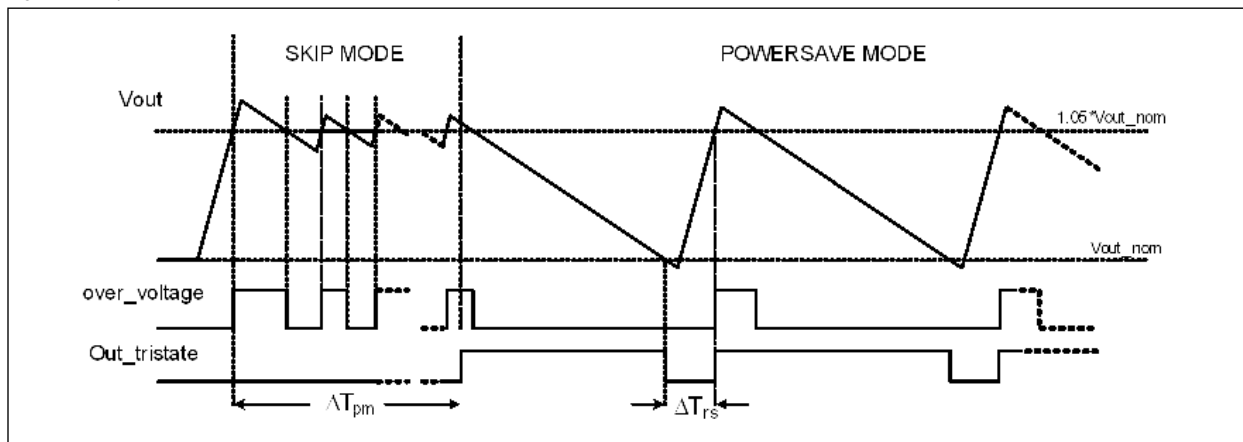 SKIP MODE
POWERSAVE MODE
Vout
1.05*Vout_nom
Vout_nom
over_voltage
Out_tristate
ΔTpm
ΔTrs